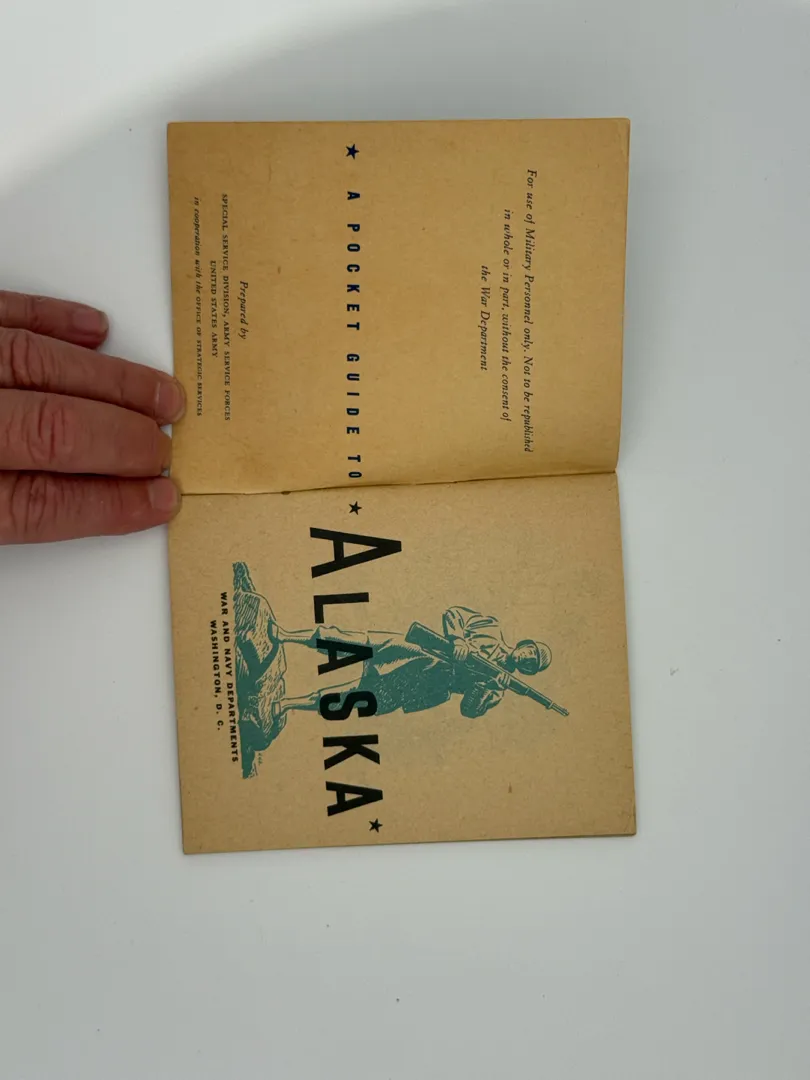 For use of Military Personnel only. Not to be republished
in whole or in part, without the consent of
the War Department
★ A POCKET GUIDE TO ★
Prepared by
SPECIAL SERVICE DIVISION, ARMY SERVICE FORCES
UNITED STATES ARMY
in cooperation with the OFFICE OF STRATEGIC SERVICES
ALASKA ★
WAR AND NAVY DEPARTMENTS
WASHINGTON, D. C.